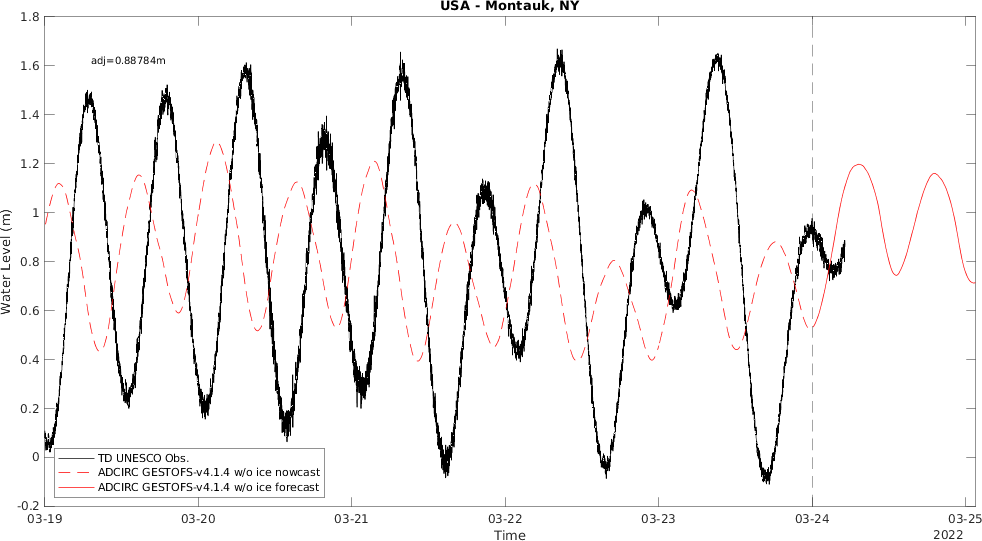 USA - Montauk, NY
1.8
1.6
1.4
1.2
1
0.8
0.6
0.4
0.2
0
-0.2
Water Level (m)
adj=0.88784m
TD UNESCO Obs.
ADCIRC GESTOFS-v4.1.4 w/o ice nowcast
ADCIRC GESTOFS-v4.1.4 w/o ice forecast
03-19 03-20 03-21 03-22 03-23 03-24 03-25
Time
2022